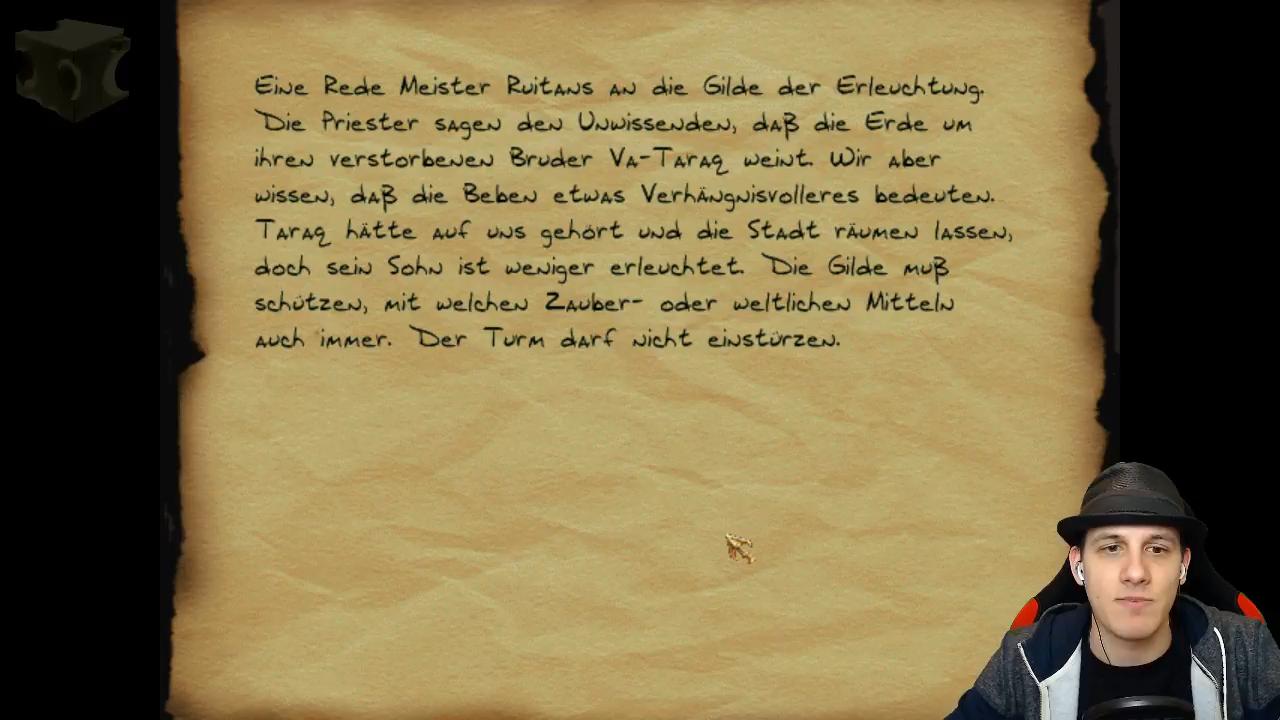 Eine Rede Meister Ruitans an die Gilde der Erleuchtung.
Die Priester sagen den Unwissenden, daß die Erde um
ihren verstorbenen Bruder Va-Taraq weint. Wir aber
wissen, daß die Beben etwas Verhängnisvolleres bedeuten.
Taraq hätte auf uns gehört und die Stadt räumen lassen,
doch sein Sohn ist weniger erleuchtet. Die Gilde muß
schützen, mit welchen Zauber- oder weltlichen Mitteln
auch immer. Der Turm darf nicht einstürzen.